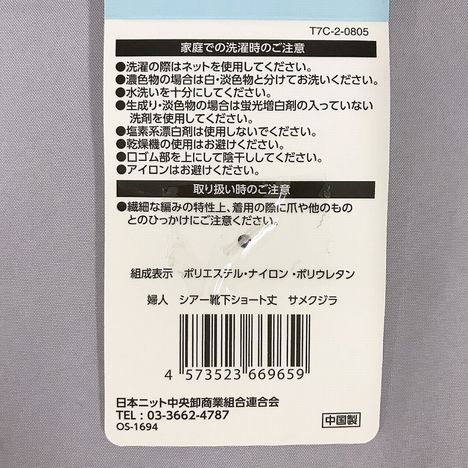 T7C-2-0805
家庭での洗濯時のご注意
●洗濯の際はネットを使用してください。
●濃色物の場合は白・淡色物と分けてお洗いください。
●水洗いを十分にしてください。
●生成り・淡色物の場合は蛍光増白剤の入っていない
洗剤を使用してください。
●塩素系漂白剤は使用しないでください。
●乾燥機の使用はお避けください。
●口ゴム部を上にして陰干ししてください。
●アイロンはお避けください。
取り扱い時のご注意
●繊細な編みの特性上、着用の際に爪や他のもの
とのひっかけにご注意ください。
組成表示 ポリエステル・ナイロン・ポリウレタン
婦人 シアー靴下ショート丈 サメクジラ
4 573523 669659
日本ニット中央卸商業組合連合会
TEL : 03-3662-4787
OS-1694
中国製